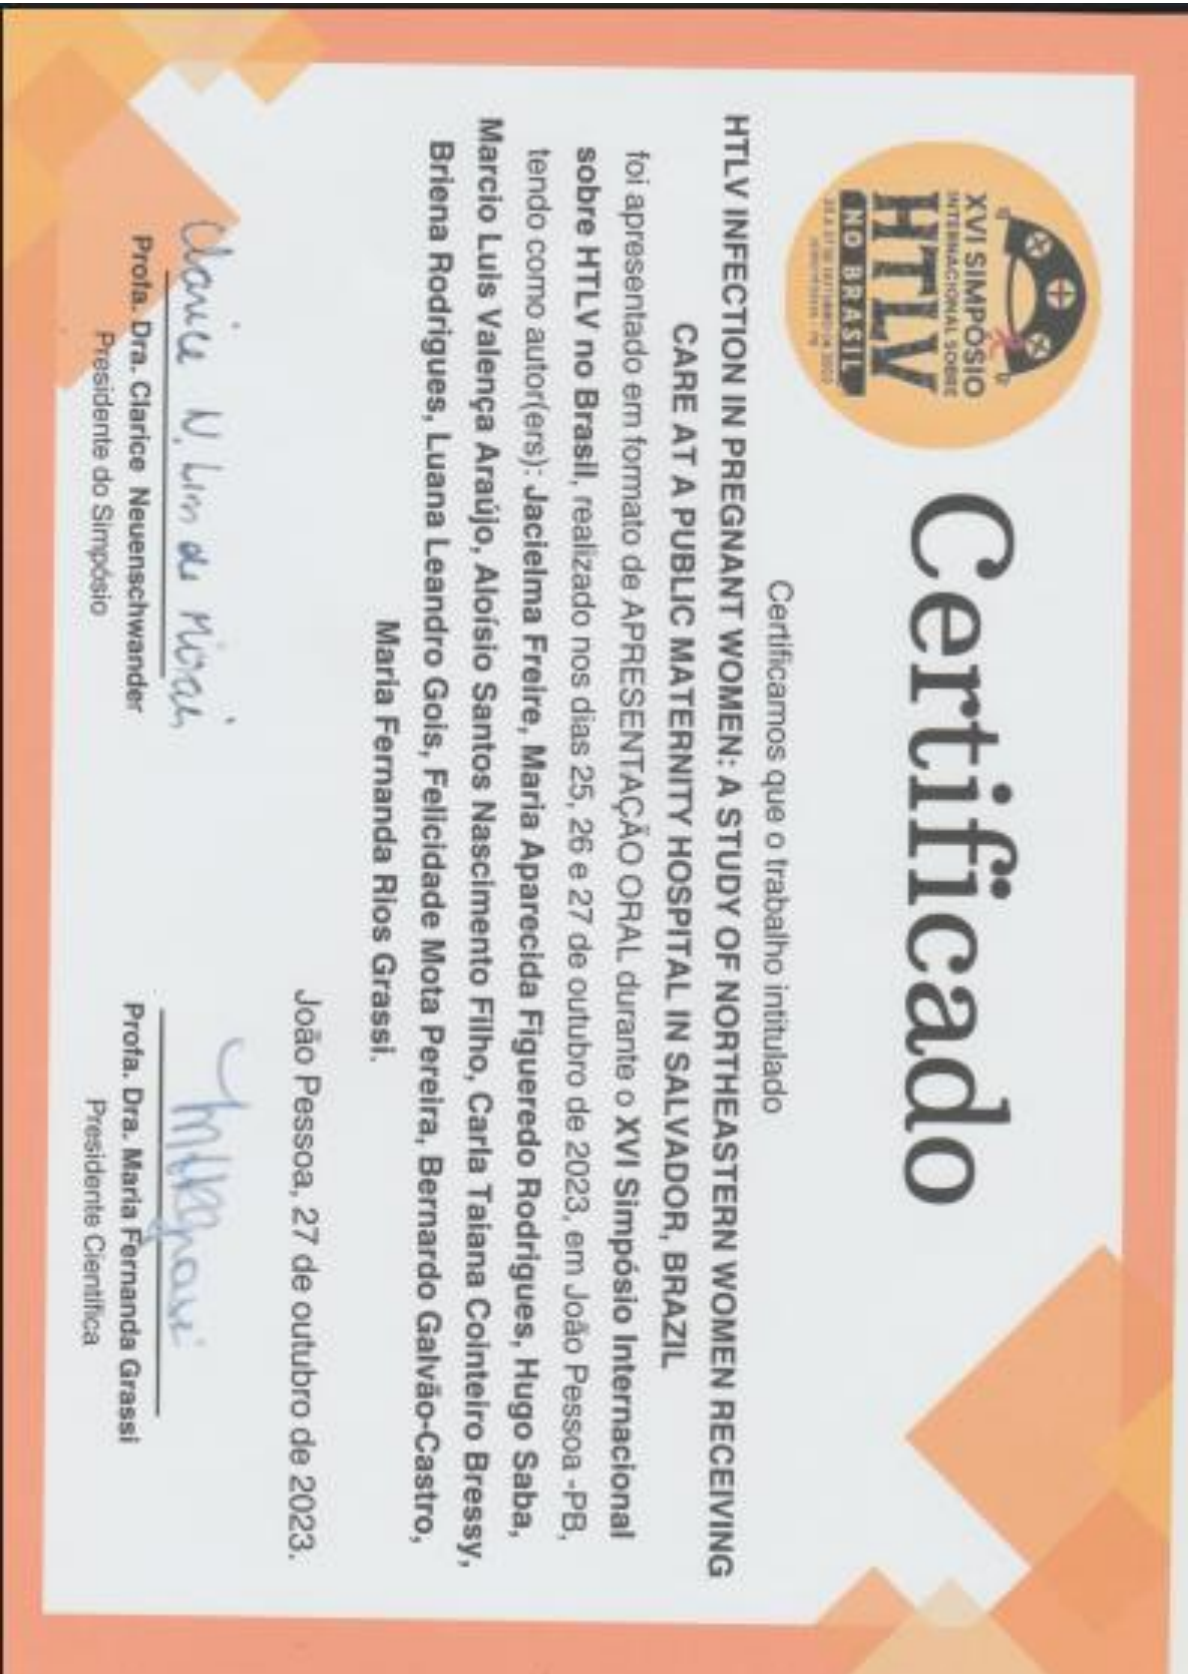 XVI SIMPÓSIO
INTERNACIONAL SOBRE
HTLV
NO BRASIL
Certificado
Certificamos que o trabalho intitulado
HTLV INFECTION IN PREGNANT WOMEN: A STUDY OF NORTHEASTERN WOMEN RECEIVING
CARE AT A PUBLIC MATERNITY HOSPITAL IN SALVADOR, BRAZIL
foi apresentado em formato de APRESENTAÇÃO ORAL durante o XVI Simpósio Internacional
sobre HTLV no Brasil, realizado nos dias 25, 26 e 27 de outubro de 2023, em João Pessoa -PB,
tendo como autor(ers): Jacielma Freire, Maria Aparecida Figueredo Rodrigues, Hugo Saba,
Marcio Luis Valença Araújo, Aloísio Santos Nascimento Filho, Carla Taiana Cointeiro Bressy,
Briena Rodrigues, Luana Leandro Gois, Felicidade Mota Pereira, Bernardo Galvão-Castro,
Maria Fernanda Rios Grassi.
João Pessoa, 27 de outubro de 2023.
Clarice N. Lins de Morais
Profa. Dra. Clarice Neuenschwander
Presidente do Simpósio
Profa. Dra. Maria Fernanda Grassi
Presidente Científica